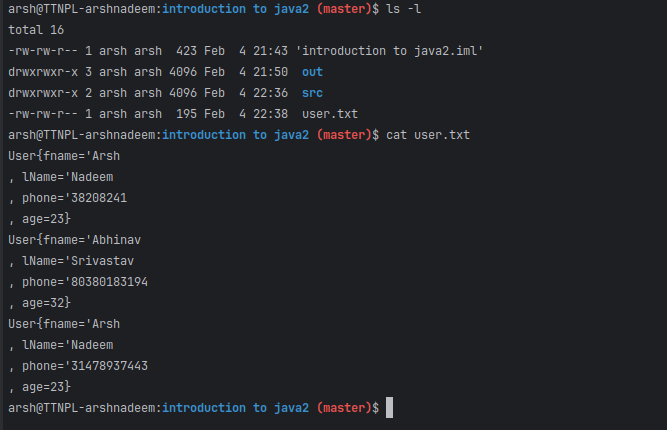 arsh@TTNPL-arshnadeem:introduction to java2 (master)$ ls -l
total 16
-rw-rw-r-- 1 arsh arsh  423 Feb  4 21:43 'introduction to java2.iml'
drwxrwxr-x 3 arsh arsh 4096 Feb  4 21:50  out
drwxrwxr-x 2 arsh arsh 4096 Feb  4 22:36  src
-rw-rw-r-- 1 arsh arsh  195 Feb  4 22:38  user.txt
arsh@TTNPL-arshnadeem:introduction to java2 (master)$ cat user.txt
User{fname='Arsh
, lName='Nadeem
, phone='38208241
, age=23}
User{fname='Abhinav
, lName='Srivastav
, phone='80380183194
, age=32}
User{fname='Arsh
, lName='Nadeem
, phone='31478937443
, age=23}
arsh@TTNPL-arshnadeem:introduction to java2 (master)$